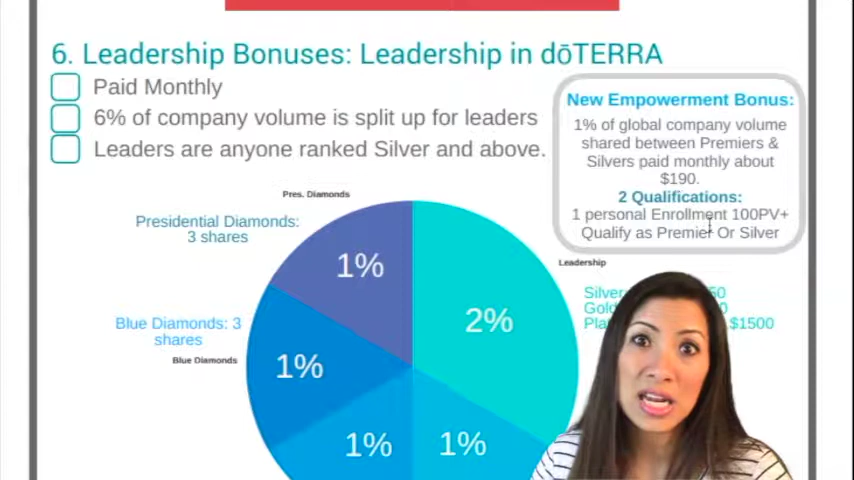 6. Leadership Bonuses: Leadership in dōTERRA
Paid Monthly
6% of company volume is split up for leaders
Leaders are anyone ranked Silver and above.
New Empowerment Bonus:
1% of global company volume
shared between Premiers &
Silvers paid monthly about
$190.
2 Qualifications:
1 personal Enrollment 100PV+
Qualify as Premier Or Silver
Pres. Diamonds
Presidential Diamonds:
3 shares
1%
2%
Leadership
Silver
50
Gold
0
$1500
Blue Diamonds: 3
shares
Blue Diamonds
1%
1%
1%